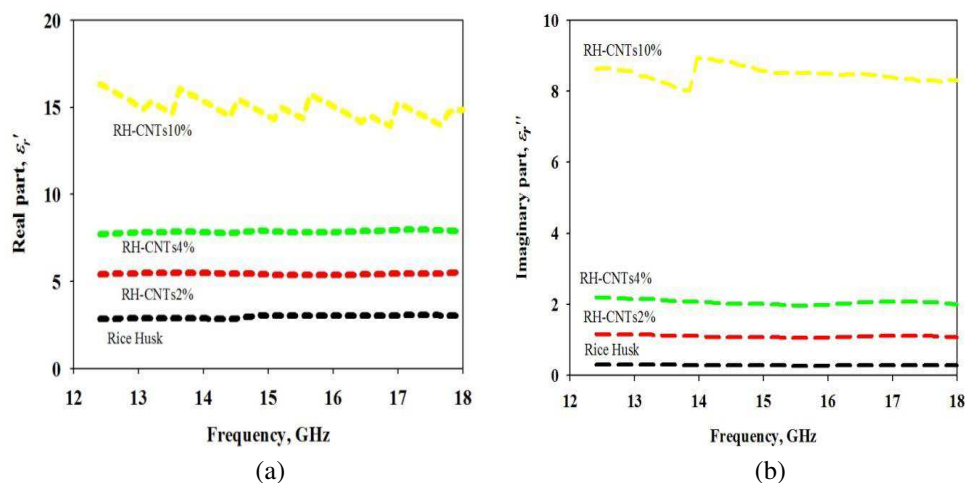 20
15
10
5
0
Real part, εr′
RH-CNTs10%
RH-CNTs4%
RH-CNTs2%
Rice Husk
12 13 14 15 16 17 18
Frequency, GHz
(a)
10
8
6
4
2
0
Imaginary part, εr″
RH-CNTs10%
RH-CNTs4%
RH-CNTs2%
Rice Husk
12 13 14 15 16 17 18
Frequency, GHz
(b)